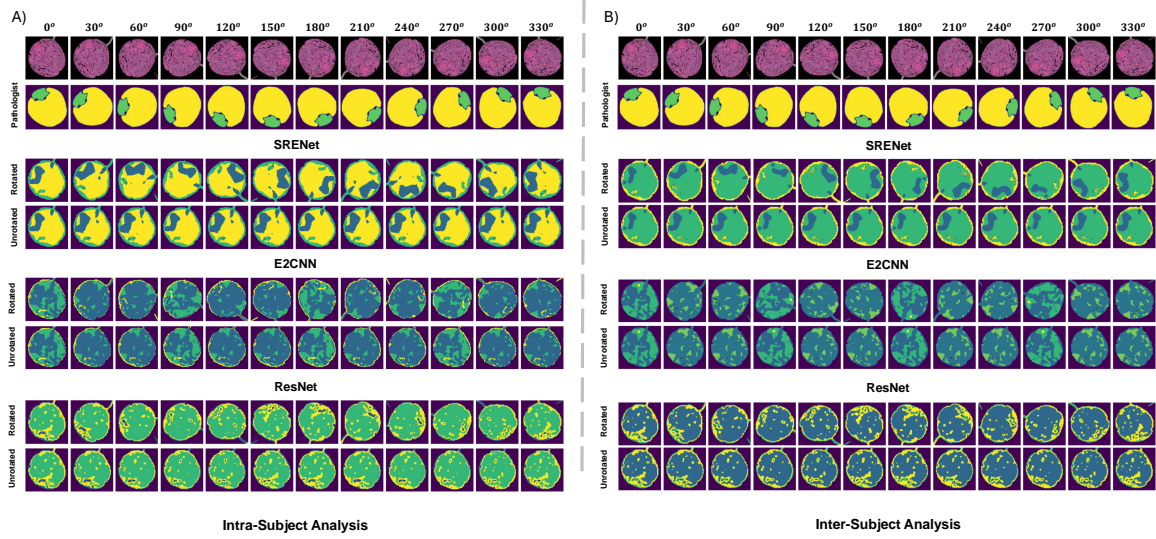 A)
0° 30° 60° 90° 120° 150° 180° 210° 240° 270° 300° 330°
Pathologist
SRENet
Rotated
Unrotated
E2CNN
Rotated
Unrotated
ResNet
Rotated
Unrotated
Intra-Subject Analysis
B)
0° 30° 60° 90° 120° 150° 180° 210° 240° 270° 300° 330°
Pathologist
SRENet
Rotated
Unrotated
E2CNN
Rotated
Unrotated
ResNet
Rotated
Unrotated
Inter-Subject Analysis